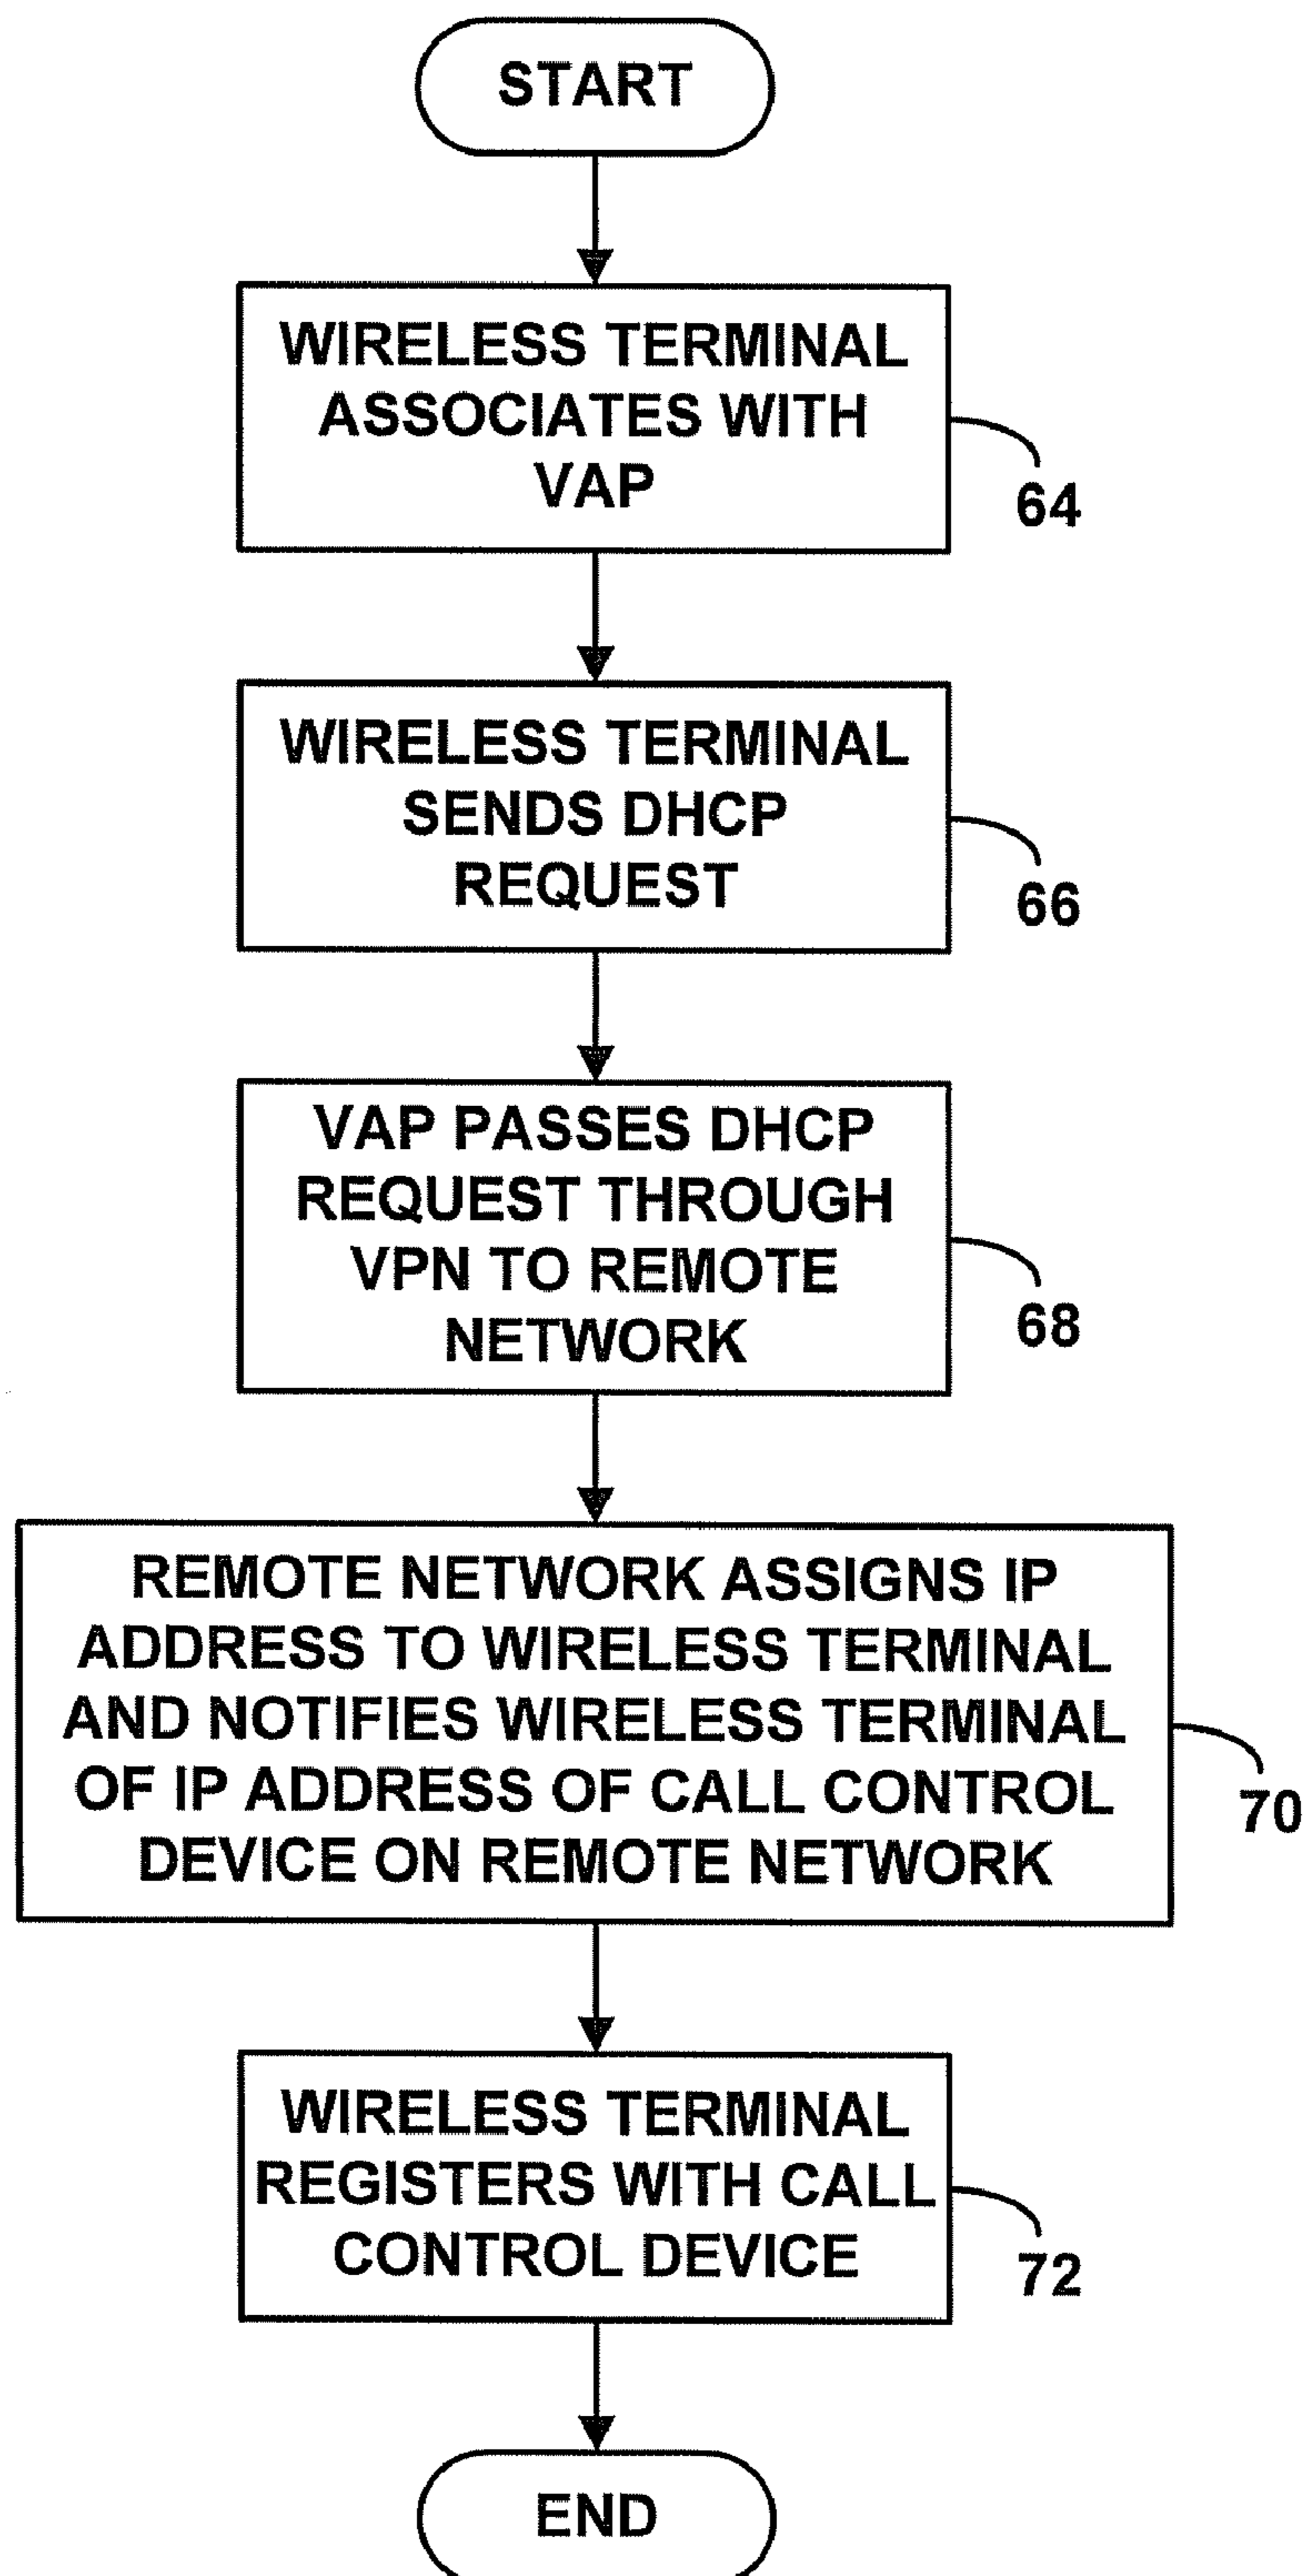 START
WIRELESS TERMINAL
ASSOCIATES WITH
VAP
64
WIRELESS TERMINAL
SENDS DHCP
REQUEST
66
VAP PASSES DHCP
REQUEST THROUGH
VPN TO REMOTE
NETWORK
68
REMOTE NETWORK ASSIGNS IP
ADDRESS TO WIRELESS TERMINAL
AND NOTIFIES WIRELESS TERMINAL
OF IP ADDRESS OF CALL CONTROL
DEVICE ON REMOTE NETWORK
70
WIRELESS TERMINAL
REGISTERS WITH CALL
CONTROL DEVICE
72
END